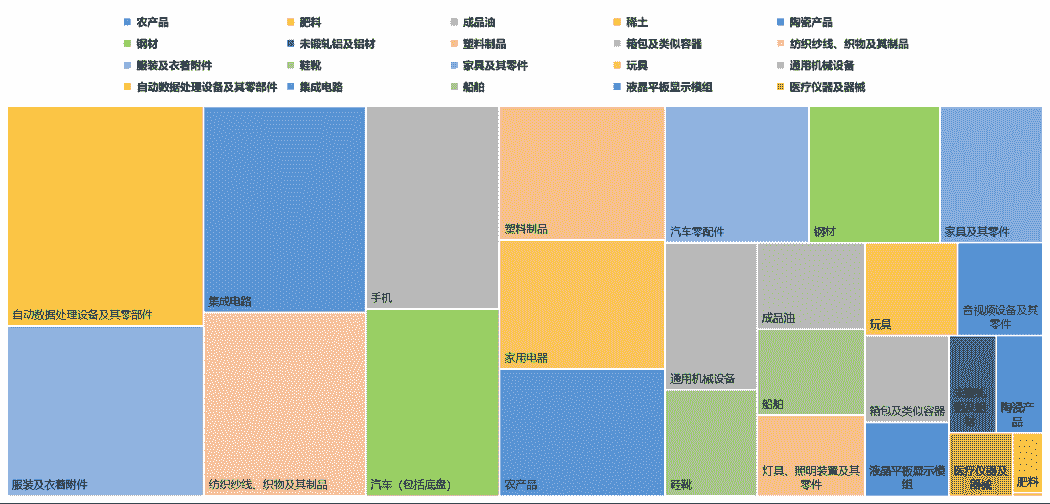 农产品 肥料 成品油 稀土 陶瓷产品
钢材 未锻轧铝及铝材 塑料制品 箱包及类似容器 纺织纱线、织物及其制品
服装及衣着附件 鞋靴 家具及其零件 玩具 通用机械设备
自动数据处理设备及其零部件 集成电路 船舶 液晶平板显示模组 医疗仪器及器械
塑料制品
汽车零配件
钢材
家具及其零件
手机
集成电路
自动数据处理设备及其零部件
成品油
玩具
音视频设备及其
零件
家用电器
通用机械设备
船舶
箱包及类似容器
陶瓷产
品
服装及衣着附件
纺织纱线、织物及其制品
汽车（包括底盘）
农产品
鞋靴
灯具、照明装置及其
零件
液晶平板显示模
组
医疗仪器及
器械
肥料